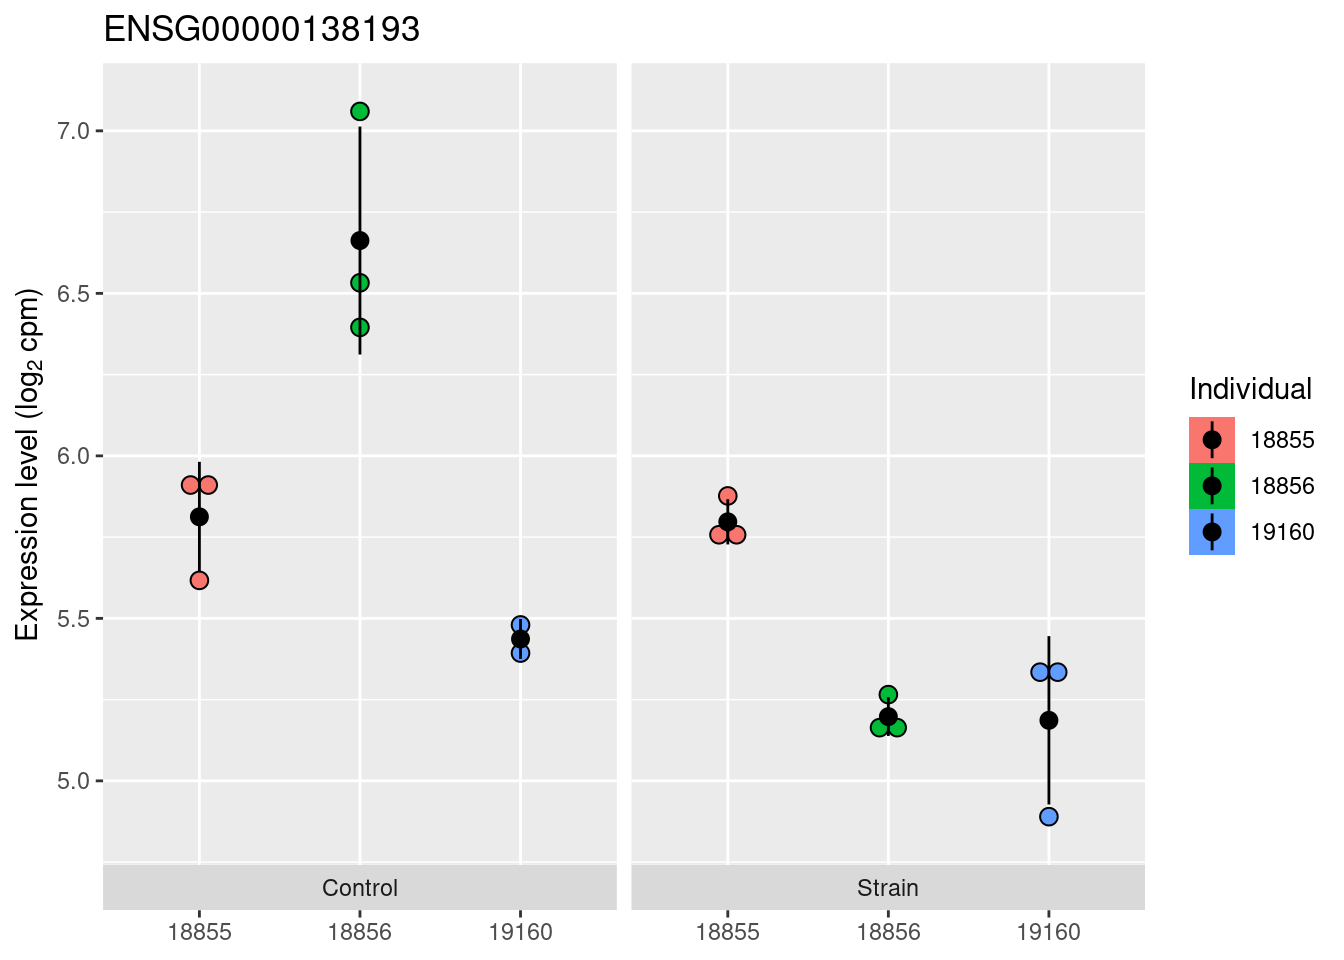 ENSG00000138193
Expression level (log₂ cpm)
7.0
6.5
6.0
5.5
5.0
Control
Strain
18855
18856
19160
18855
18856
19160
Individual
18855
18856
19160